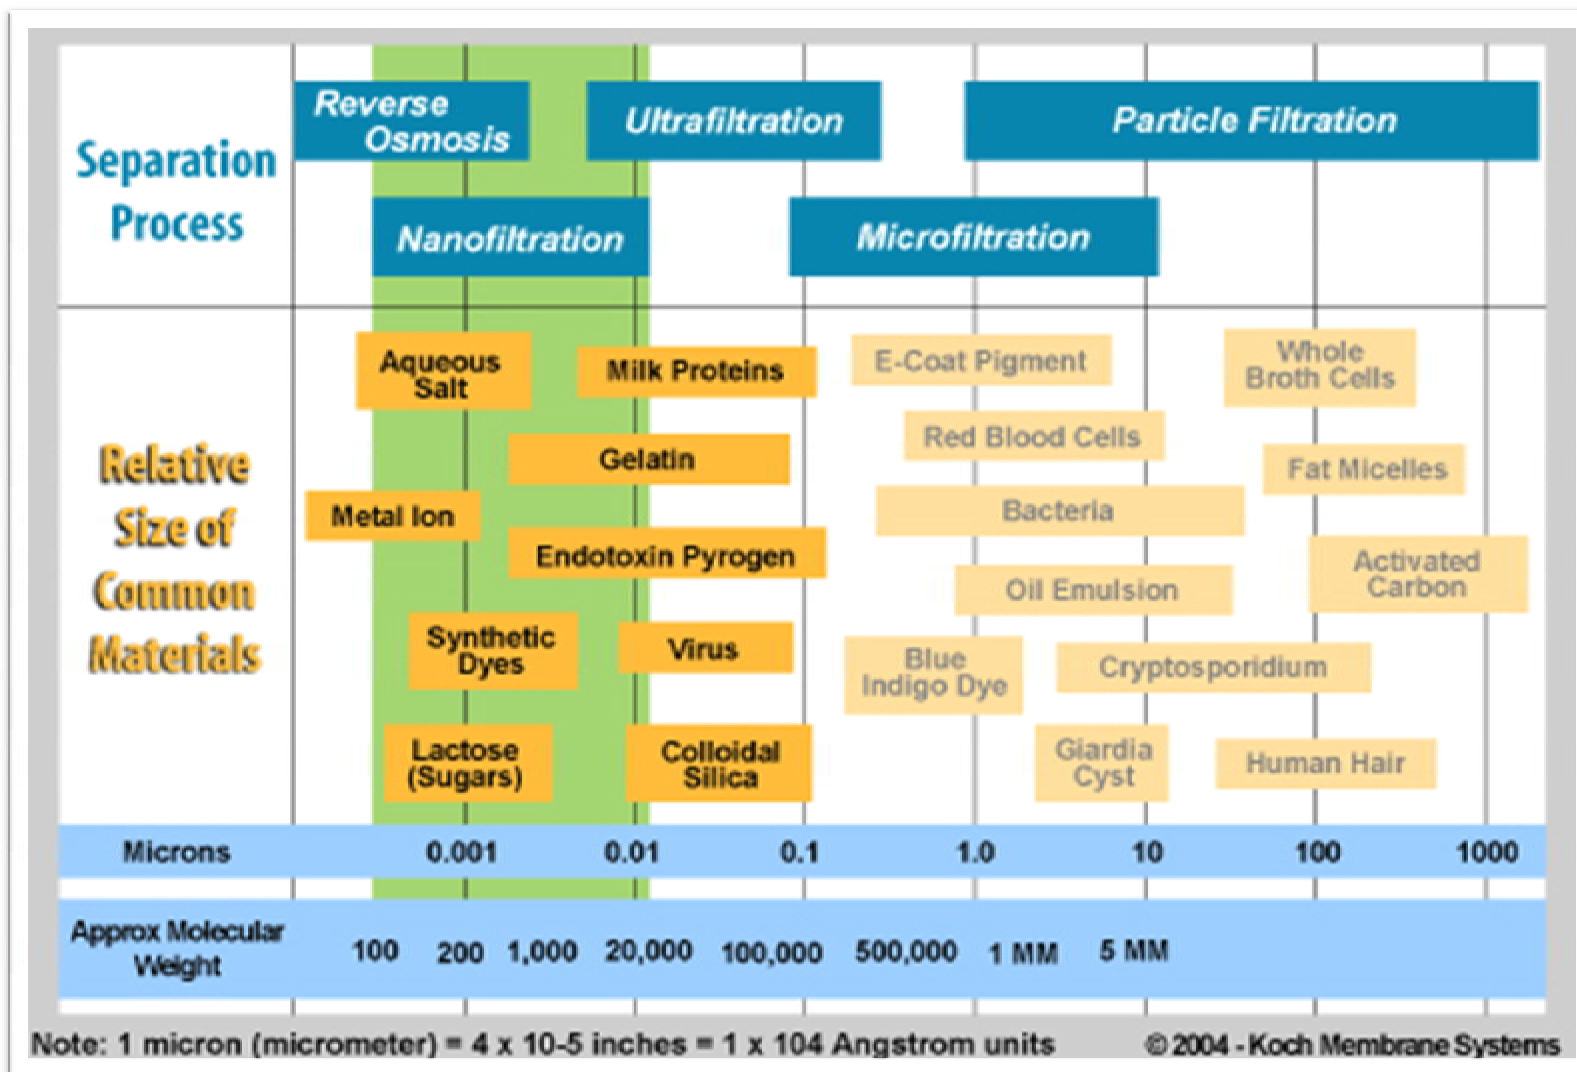 Separation
Process
Reverse
Osmosis
Ultrafiltration
Particle Filtration
Nanofiltration
Microfiltration
Relative
Size of
Common
Materials
Aqueous
Salt
Milk Proteins
E-Coat Pigment
Whole
Broth Cells
Gelatin
Red Blood Cells
Fat Micelles
Metal Ion
Bacteria
Endotoxin Pyrogen
Oil Emulsion
Activated
Carbon
Synthetic
Dyes
Virus
Blue
Indigo Dye
Cryptosporidium
Lactose
(Sugars)
Colloidal
Silica
Giardia
Cyst
Human Hair
Microns 0.001 0.01 0.1 1.0 10 100 1000
Approx Molecular
Weight
100 200 1,000 20,000 100,000 500,000 1 MM 5 MM
Note: 1 micron (micrometer) = 4 x 10-5 inches = 1 x 104 Angstrom units © 2004 - Koch Membrane Systems